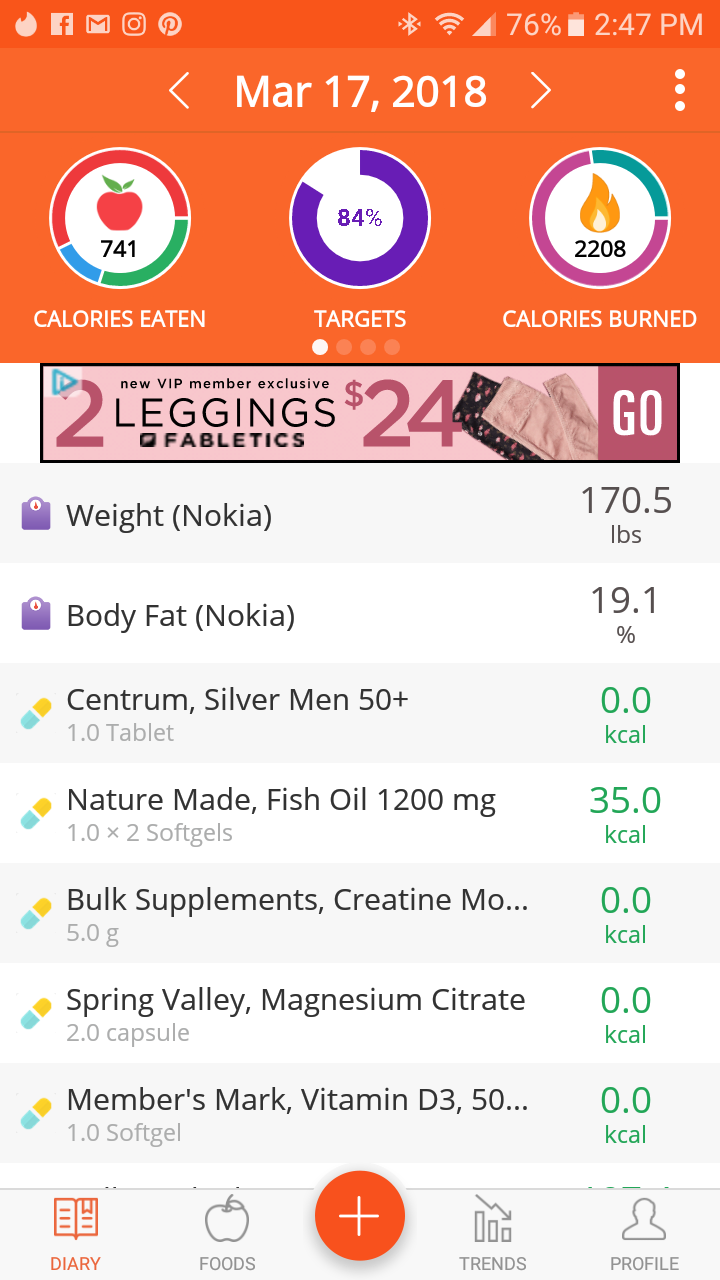 76% 2:47 PM
Mar 17, 2018
741
84%
2208
CALORIES EATEN
TARGETS
CALORIES BURNED
new VIP member exclusive
2 LEGGINGS $24
FABLETICS
GO
Weight (Nokia)
170.5
lbs
Body Fat (Nokia)
19.1
%
Centrum, Silver Men 50+
1.0 Tablet
0.0
kcal
Nature Made, Fish Oil 1200 mg
1.0 × 2 Softgels
35.0
kcal
Bulk Supplements, Creatine Mo...
5.0 g
0.0
kcal
Spring Valley, Magnesium Citrate
2.0 capsule
0.0
kcal
Member's Mark, Vitamin D3, 50...
1.0 Softgel
0.0
kcal
DIARY
FOODS
TRENDS
PROFILE